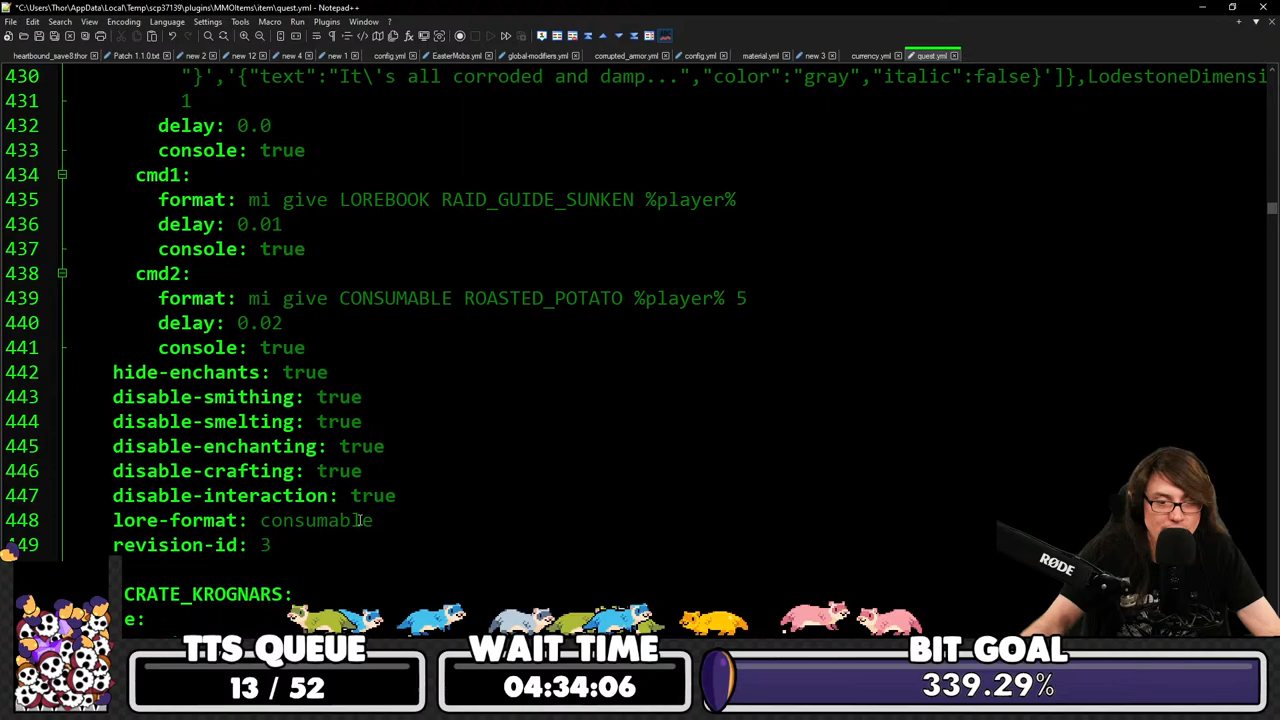 *C:\Users\Thor\AppData\Local\Temp\scp37139\plugins\MMOItems\item\quest.yml - Notepad++
File Edit Search View Encoding Language Settings Tools Macro Run Plugins Window ?
heartbound_save8.thor Patch 1.1.0.txt new 2 new 12 new 4 new 1 config.yml EasterMobs.yml global-modifiers.yml corrupted_armor.yml config.yml material.yml new 3 currency.yml quest.yml
430 "}','{"text":"It\'s all corroded and damp...","color":"gray","italic":false}']},LodestoneDimensi
431 1
432 delay: 0.0
433 console: true
434 cmd1:
435 format: mi give LOREBOOK RAID_GUIDE_SUNKEN %player%
436 delay: 0.01
437 console: true
438 cmd2:
439 format: mi give CONSUMABLE ROASTED_POTATO %player% 5
440 delay: 0.02
441 console: true
442 hide-enchants: true
443 disable-smithing: true
444 disable-smelting: true
445 disable-enchanting: true
446 disable-crafting: true
447 disable-interaction: true
448 lore-format: consumable
449 revision-id: 3
CRATE_KROGNARS:
e:
RØDE
TTS QUEUE
13 / 52
WAIT TIME
04:34:06
BIT GOAL
339.29%